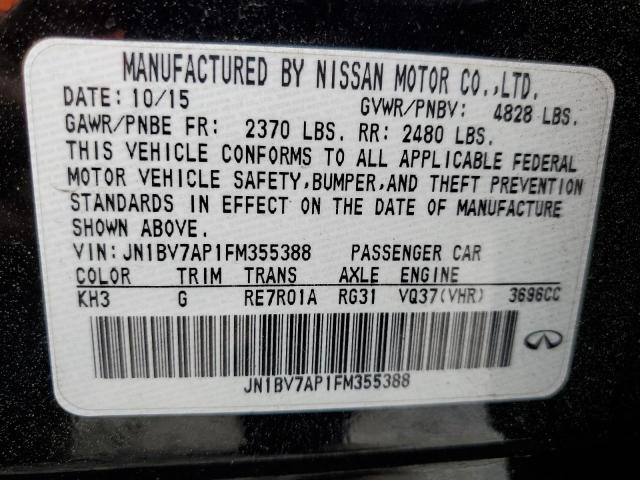 MANUFACTURED BY NISSAN MOTOR CO.,LTD.
DATE: 10/15 GVWR/PNBV: 4828 LBS.
GAWR/PNBE FR: 2370 LBS. RR: 2480 LBS.
THIS VEHICLE CONFORMS TO ALL APPLICABLE FEDERAL
MOTOR VEHICLE SAFETY,BUMPER,AND THEFT PREVENTION
STANDARDS IN EFFECT ON THE DATE OF MANUFACTURE
SHOWN ABOVE.
VIN: JN1BV7AP1FM355388 PASSENGER CAR
COLOR TRIM TRANS AXLE ENGINE
KH3 G RE7R01A RG31 VQ37(VHR) 3696CC
JN1BV7AP1FM355388